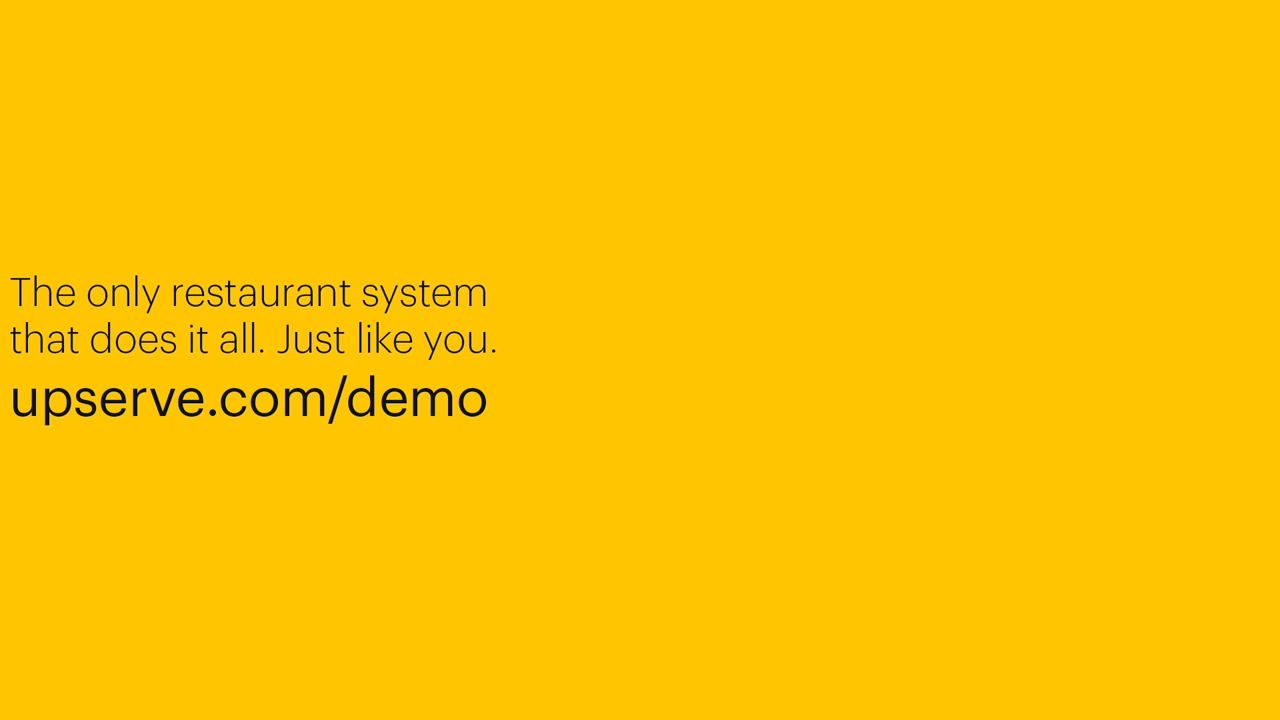 The only restaurant system
that does it all. Just like you.
upserve.com/demo